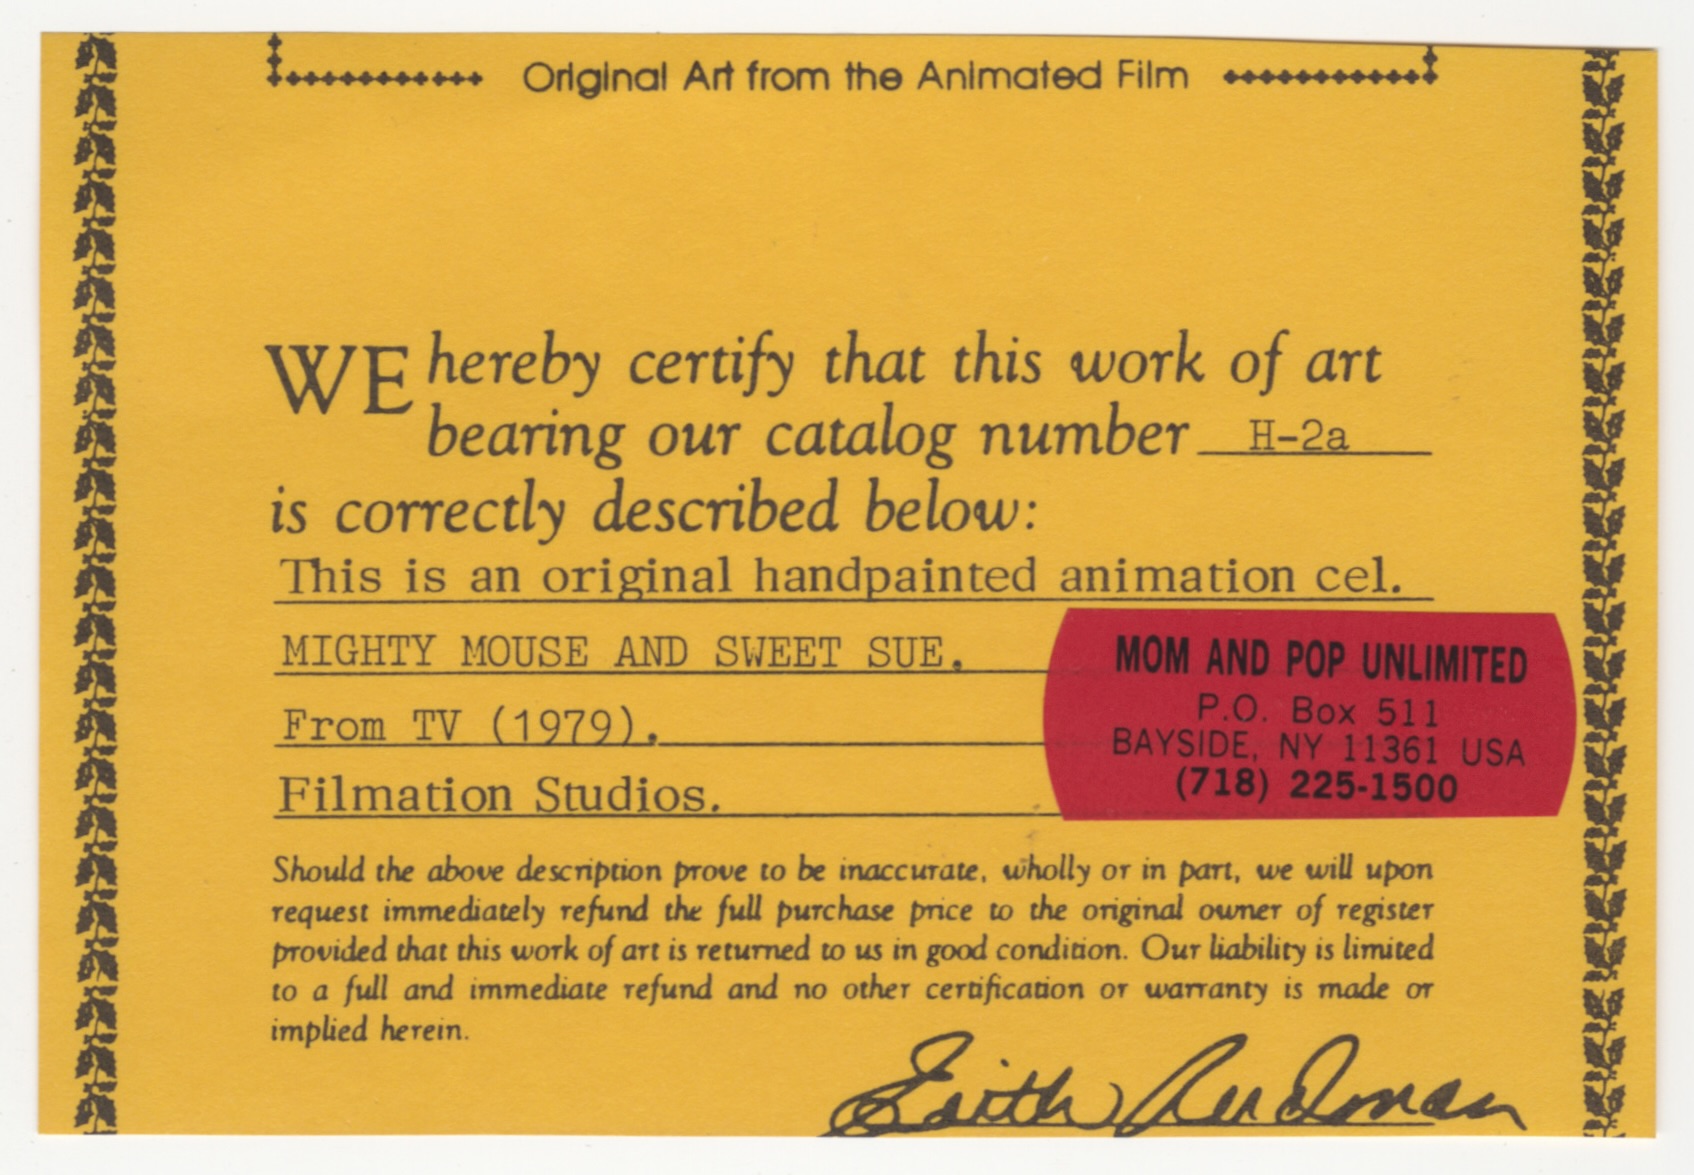 Original Art from the Animated Film
WE hereby certify that this work of art
bearing our catalog number H-2a
is correctly described below:
This is an original handpainted animation cel.
MIGHTY MOUSE AND SWEET SUE.
From TV (1979).
Filmation Studios.
MOM AND POP UNLIMITED
P.O. Box 511
BAYSIDE, NY 11361 USA
(718) 225-1500
Should the above description prove to be inaccurate, wholly or in part, we will upon
request immediately refund the full purchase price to the original owner of register
provided that this work of art is returned to us in good condition. Our liability is limited
to a full and immediate refund and no other certification or warranty is made or
implied herein.